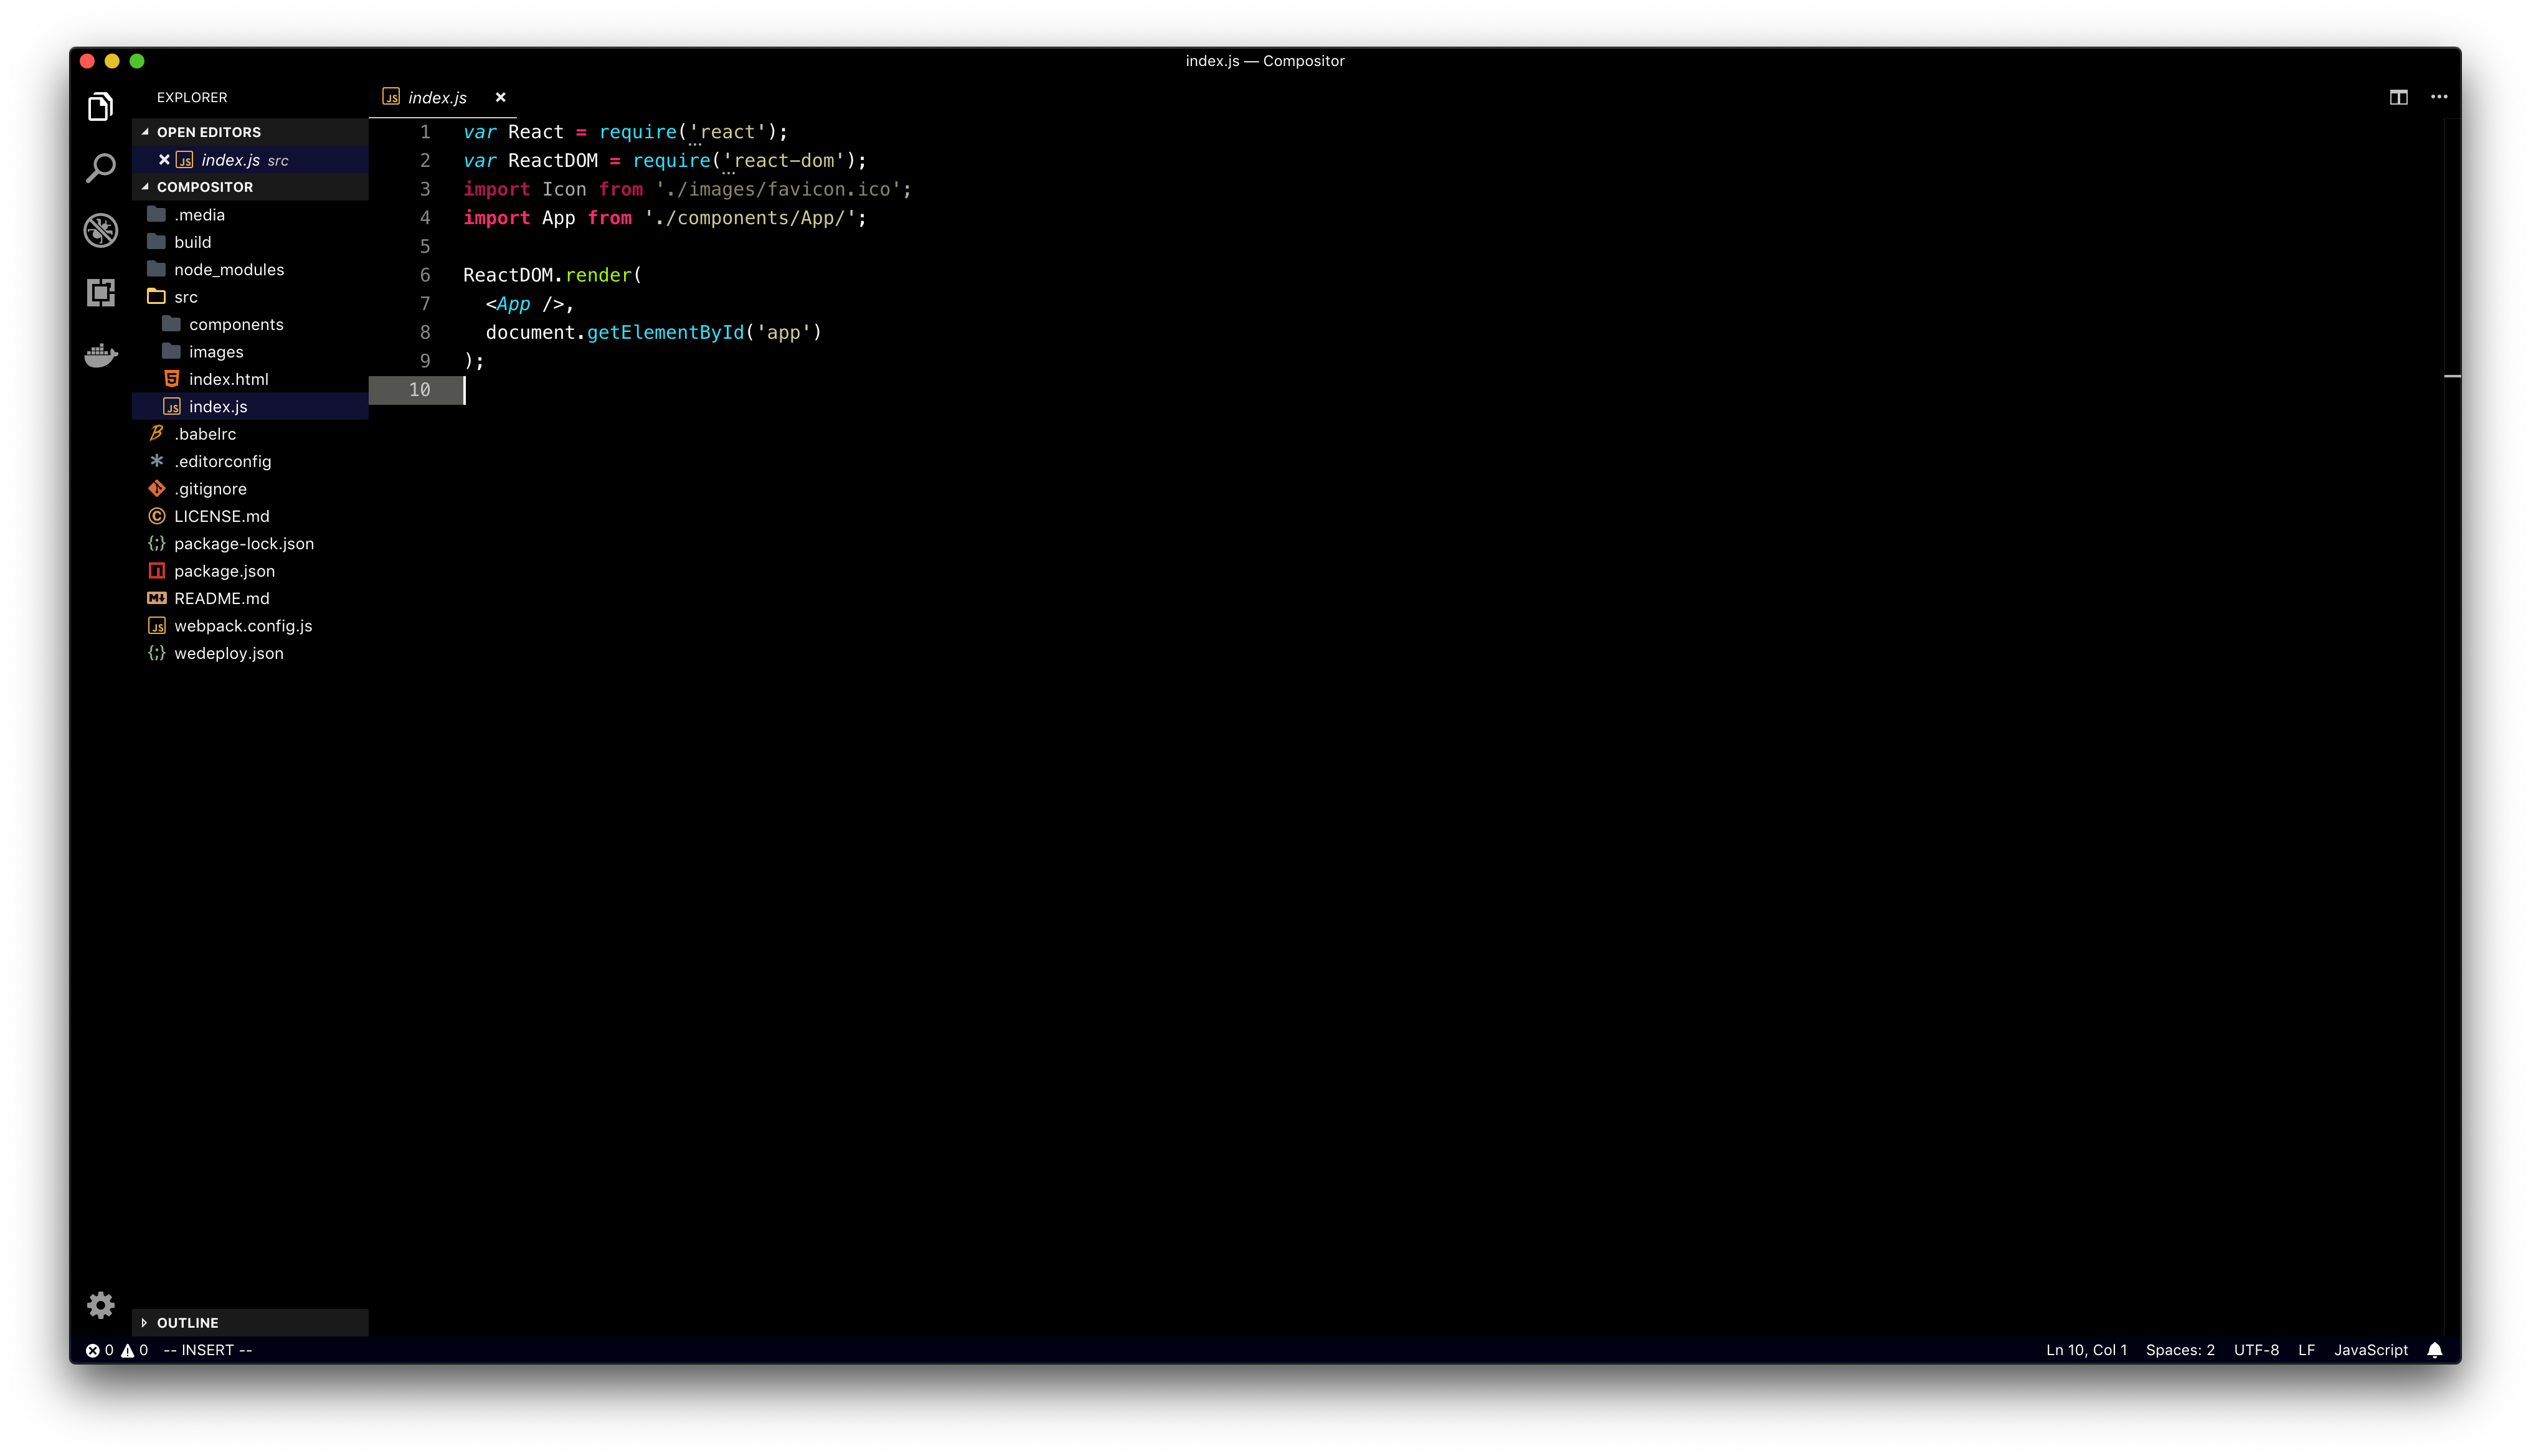 index.js — Compositor
EXPLORER
OPEN EDITORS
index.js src
COMPOSITOR
.media
build
node_modules
src
components
images
index.html
index.js
.babelrc
.editorconfig
.gitignore
LICENSE.md
package-lock.json
package.json
README.md
webpack.config.js
wedeploy.json
OUTLINE
index.js
1 var React = require('react');
2 var ReactDOM = require('react-dom');
3 import Icon from './images/favicon.ico';
4 import App from './components/App/';
5
6 ReactDOM.render(
7   <App />,
8   document.getElementById('app')
9 );
10
0 0 -- INSERT --
Ln 10, Col 1 Spaces: 2 UTF-8 LF JavaScript